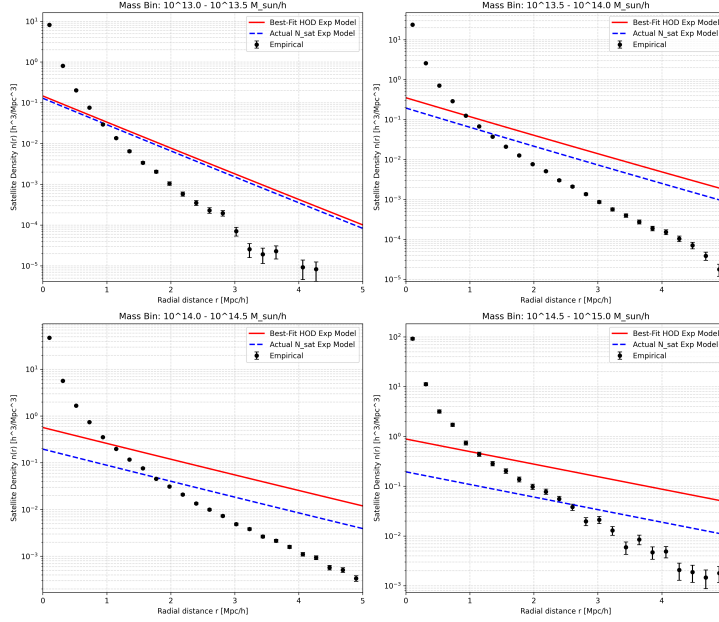 Mass Bin: 10^13.0 - 10^13.5 M_sun/h
Best-Fit HOD Exp Model
Actual N_sat Exp Model
Empirical
Satellite Density n(r) [h^3/Mpc^3]
10^1
10^0
10^−1
10^−2
10^−3
10^−4
10^−5
0 1 2 3 4 5
Radial distance r [Mpc/h]
Mass Bin: 10^13.5 - 10^14.0 M_sun/h
Best-Fit HOD Exp Model
Actual N_sat Exp Model
Empirical
Satellite Density n(r) [h^3/Mpc^3]
10^1
10^0
10^−1
10^−2
10^−3
10^−4
10^−5
0 1 2 3 4
Radial distance r [Mpc/h]
Mass Bin: 10^14.0 - 10^14.5 M_sun/h
Best-Fit HOD Exp Model
Actual N_sat Exp Model
Empirical
Satellite Density n(r) [h^3/Mpc^3]
10^1
10^0
10^−1
10^−2
10^−3
0 1 2 3 4 5
Radial distance r [Mpc/h]
Mass Bin: 10^14.5 - 10^15.0 M_sun/h
Best-Fit HOD Exp Model
Actual N_sat Exp Model
Empirical
Satellite Density n(r) [h^3/Mpc^3]
10^2
10^1
10^0
10^−1
10^−2
10^−3
0 1 2 3 4
Radial distance r [Mpc/h]